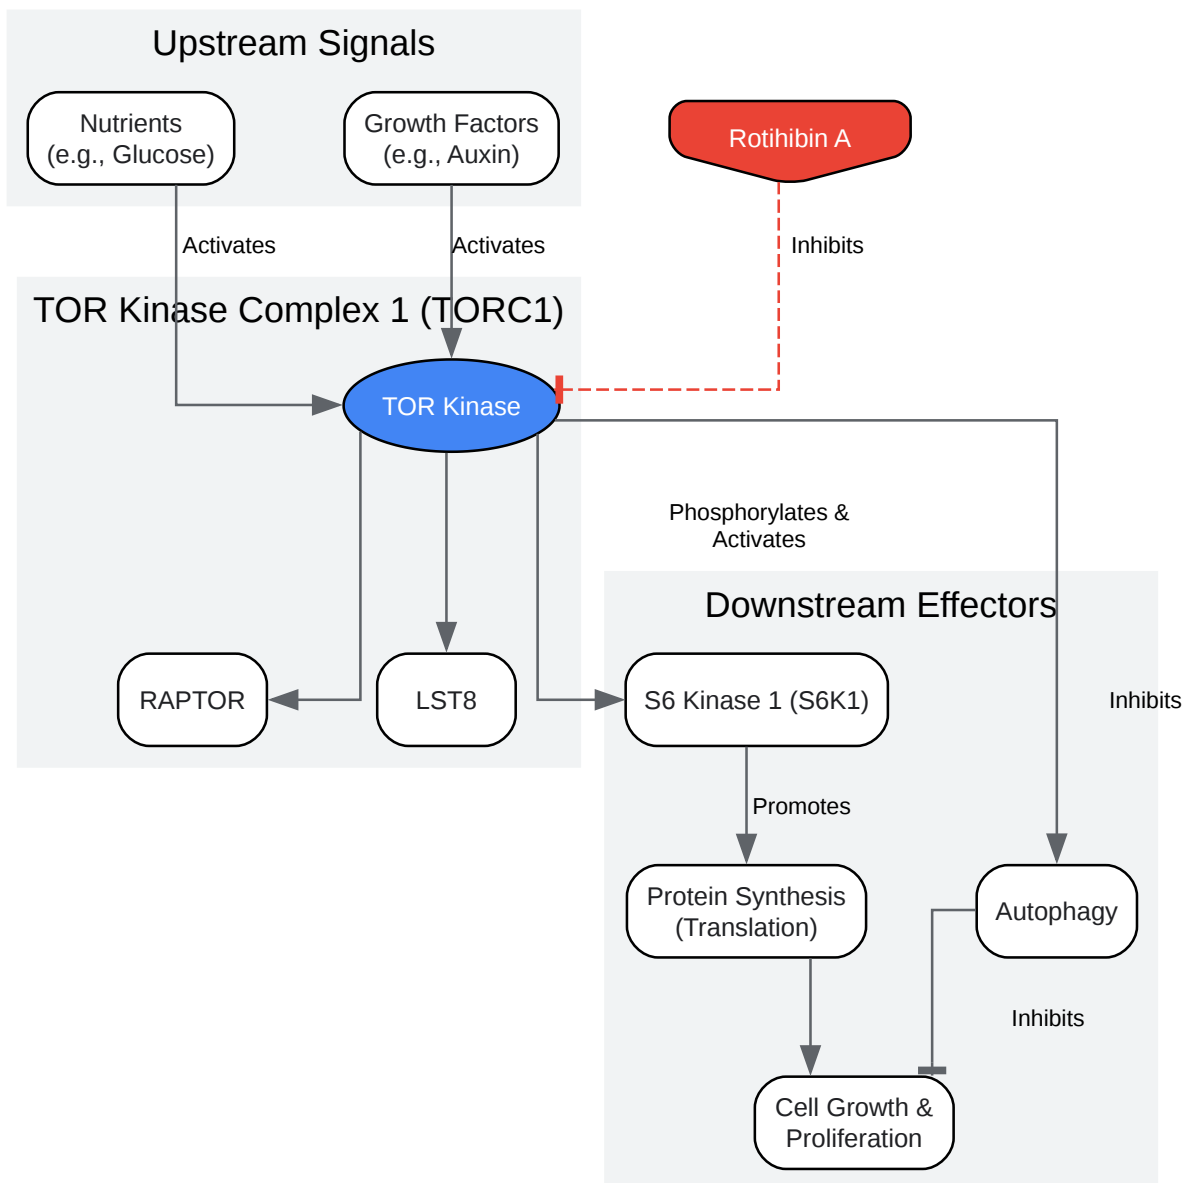 Upstream Signals
Nutrients
(e.g., Glucose)
Growth Factors
(e.g., Auxin)
Rotihibin A
Activates
Activates
Inhibits
TOR Kinase Complex 1 (TORC1)
TOR Kinase
Phosphorylates &
Activates
Downstream Effectors
RAPTOR
LST8
S6 Kinase 1 (S6K1)
Inhibits
Promotes
Protein Synthesis
(Translation)
Autophagy
Inhibits
Cell Growth &
Proliferation